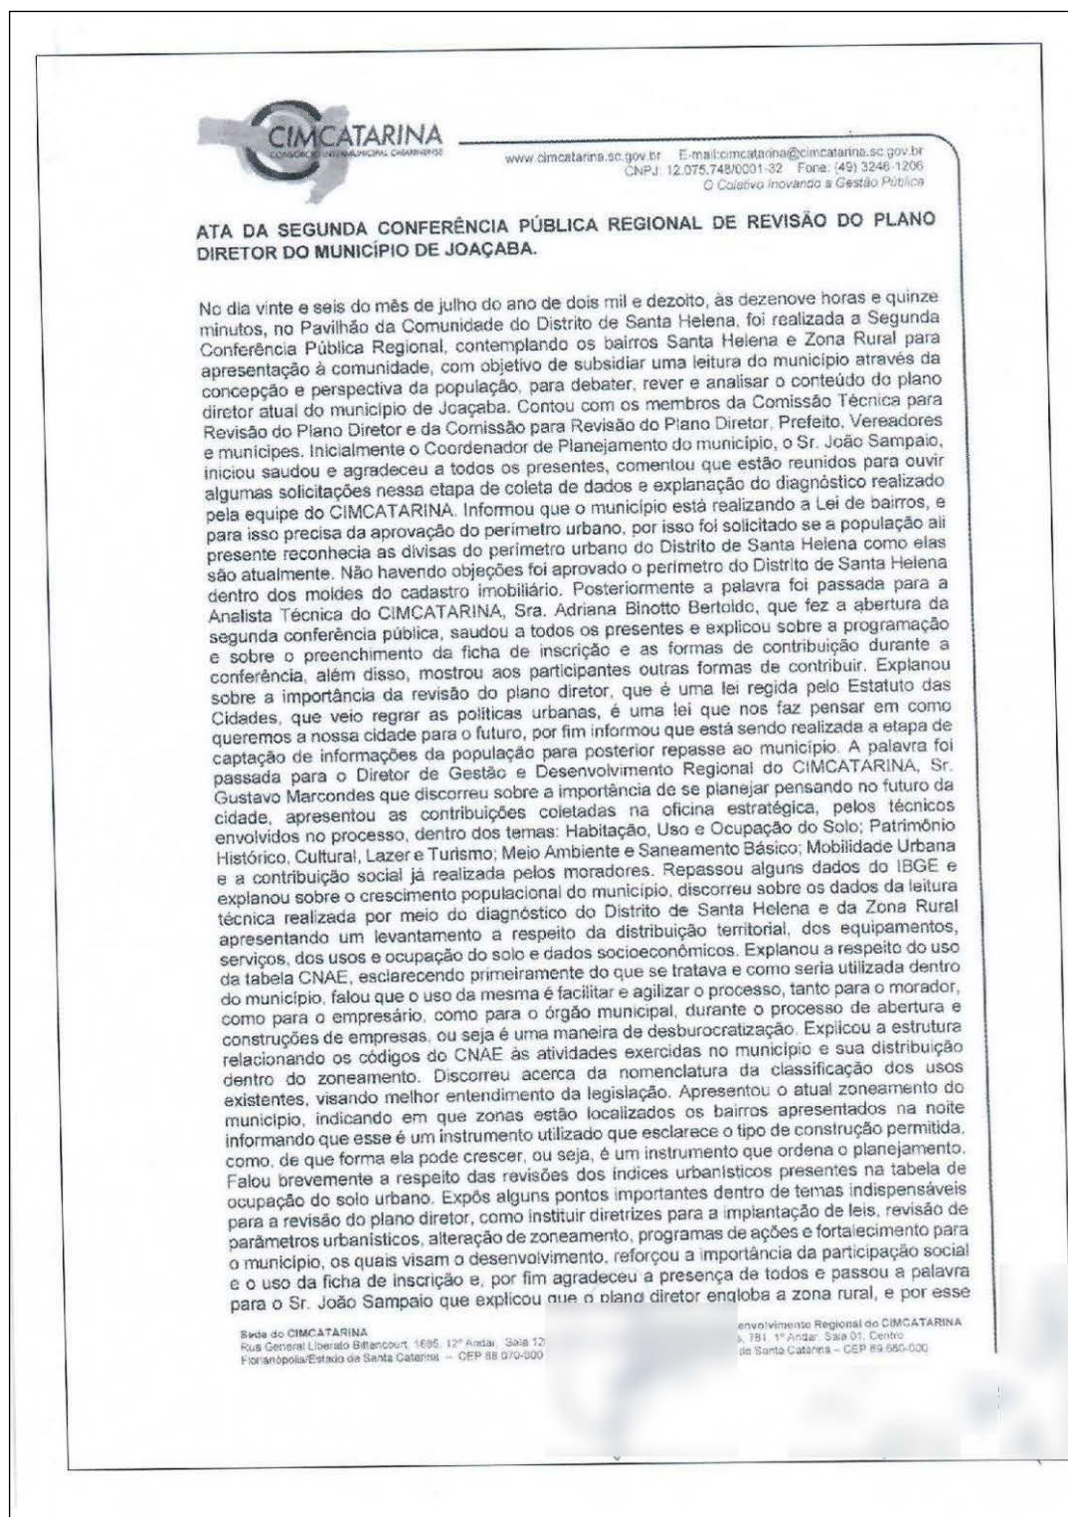 CIMCATARINA
CONSÓRCIO INTERMUNICIPAL CATARINENSE
www.cimcatarina.sc.gov.br E-mail:cimcatarina@cimcatarina.sc.gov.br
CNPJ: 12.075.748/0001-32 Fone: (49) 3246-1206
O Coletivo Inovando a Gestão Pública
ATA DA SEGUNDA CONFERÊNCIA PÚBLICA REGIONAL DE REVISÃO DO PLANO
DIRETOR DO MUNICÍPIO DE JOAÇABA.
No dia vinte e seis do mês de julho do ano de dois mil e dezoito, às dezenove horas e quinze
minutos, no Pavilhão da Comunidade do Distrito de Santa Helena, foi realizada a Segunda
Conferência Pública Regional, contemplando os bairros Santa Helena e Zona Rural para
apresentação à comunidade, com objetivo de subsidiar uma leitura do município através da
concepção e perspectiva da população, para debater, rever e analisar o conteúdo do plano
diretor atual do município de Joaçaba. Contou com os membros da Comissão Técnica para
Revisão do Plano Diretor e da Comissão para Revisão do Plano Diretor, Prefeito, Vereadores
e munícipes. Inicialmente o Coordenador de Planejamento do município, o Sr. João Sampaio,
iniciou saudou e agradeceu a todos os presentes, comentou que estão reunidos para ouvir
algumas solicitações nessa etapa de coleta de dados e explanação do diagnóstico realizado
pela equipe do CIMCATARINA. Informou que o município está realizando a Lei de bairros, e
para isso precisa da aprovação do perímetro urbano, por isso foi solicitado se a população ali
presente reconhecia as divisas do perímetro urbano do Distrito de Santa Helena como elas
são atualmente. Não havendo objeções foi aprovado o perímetro do Distrito de Santa Helena
dentro dos moldes do cadastro imobiliário. Posteriormente a palavra foi passada para a
Analista Técnica do CIMCATARINA, Sra. Adriana Binotto Bertoldo, que fez a abertura da
segunda conferência pública, saudou a todos os presentes e explicou sobre a programação
e sobre o preenchimento da ficha de inscrição e as formas de contribuição durante a
conferência, além disso, mostrou aos participantes outras formas de contribuir. Explanou
sobre a importância da revisão do plano diretor, que é uma lei regida pelo Estatuto das
Cidades, que veio regrar as políticas urbanas, é uma lei que nos faz pensar em como
queremos a nossa cidade para o futuro, por fim informou que está sendo realizada a etapa de
captação de informações da população para posterior repasse ao município. A palavra foi
passada para o Diretor de Gestão e Desenvolvimento Regional do CIMCATARINA, Sr.
Gustavo Marcondes que discorreu sobre a importância de se planejar pensando no futuro da
cidade, apresentou as contribuições coletadas na oficina estratégica, pelos técnicos
envolvidos no processo, dentro dos temas: Habitação, Uso e Ocupação do Solo; Patrimônio
Histórico, Cultural, Lazer e Turismo; Meio Ambiente e Saneamento Básico; Mobilidade Urbana
e a contribuição social já realizada pelos moradores. Repassou alguns dados do IBGE e
explanou sobre o crescimento populacional do município, discorreu sobre os dados da leitura
técnica realizada por meio do diagnóstico do Distrito de Santa Helena e da Zona Rural
apresentando um levantamento a respeito da distribuição territorial, dos equipamentos,
serviços, dos usos e ocupação do solo e dados socioeconômicos. Explanou a respeito do uso
da tabela CNAE, esclarecendo primeiramente do que se tratava e como seria utilizada dentro
do município, falou que o uso da mesma é facilitar e agilizar o processo, tanto para o morador,
como para o empresário, como para o órgão municipal, durante o processo de abertura e
construções de empresas, ou seja é uma maneira de desburocratização. Explicou a estrutura
relacionando os códigos do CNAE às atividades exercidas no município e sua distribuição
dentro do zoneamento. Discorreu acerca da nomenclatura da classificação dos usos
existentes, visando melhor entendimento da legislação. Apresentou o atual zoneamento do
município, indicando em que zonas estão localizados os bairros apresentados na noite
informando que esse é um instrumento utilizado que esclarece o tipo de construção permitida,
como, de que forma ela pode crescer, ou seja, é um instrumento que ordena o planejamento.
Falou brevemente a respeito das revisões dos índices urbanísticos presentes na tabela de
ocupação do solo urbano. Expôs alguns pontos importantes dentro de temas indispensáveis
para a revisão do plano diretor, como instituir diretrizes para a implantação de leis, revisão de
parâmetros urbanísticos, alteração de zoneamento, programas de ações e fortalecimento para
o município, os quais visam o desenvolvimento, reforçou a importância da participação social
e o uso da ficha de inscrição e, por fim agradeceu a presença de todos e passou a palavra
para o Sr. João Sampaio que explicou que o plano diretor engloba a zona rural, e por esse
Sede do CIMCATARINA
Rua General Liberato Bittencourt, 1885, 12º Andar, Sala 12
Florianópolis/Estado de Santa Catarina – CEP 88.070-800
envolvimento Regional do CIMCATARINA
, 781, 1º Andar, Sala 01, Centro
de Santa Catarina – CEP 89.680-000